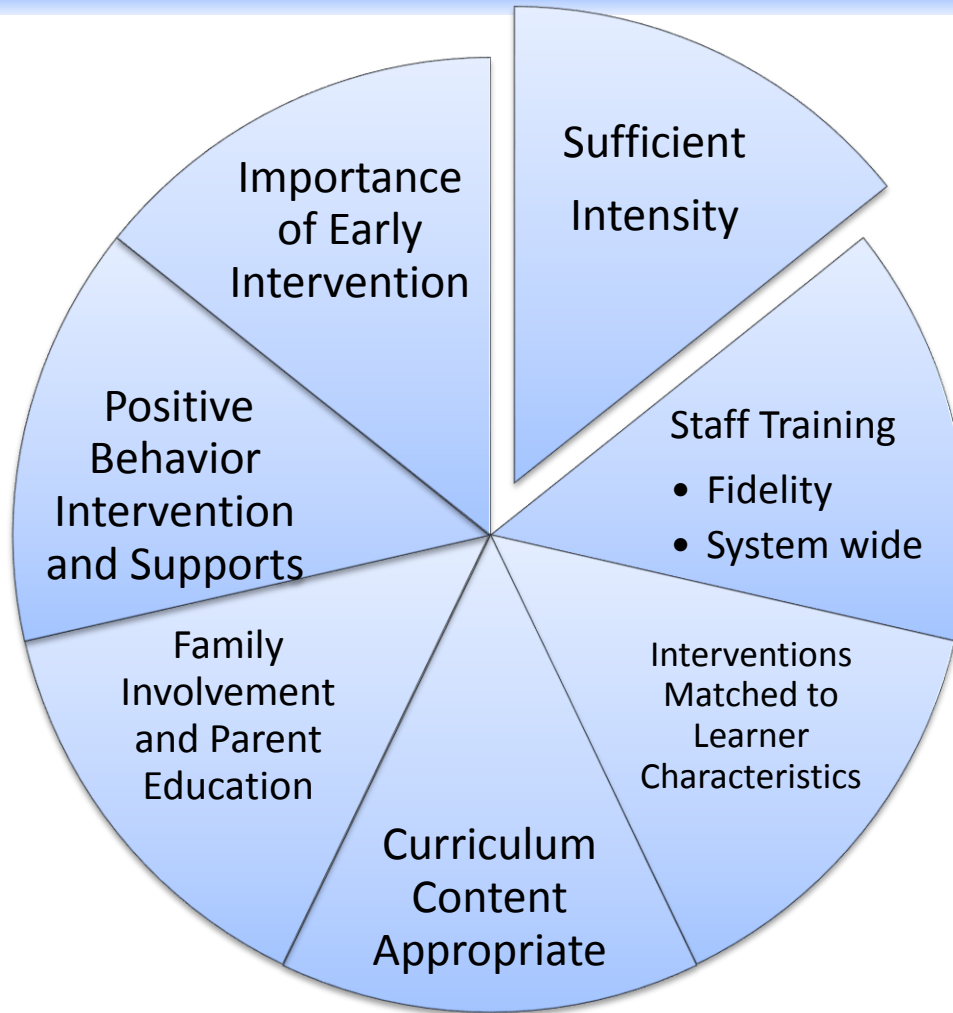 Sufficient
Intensity
Staff Training
• Fidelity
• System wide
Interventions
Matched to
Learner
Characteristics
Curriculum
Content
Appropriate
Family
Involvement
and Parent
Education
Positive
Behavior
Intervention
and Supports
Importance
of Early
Intervention